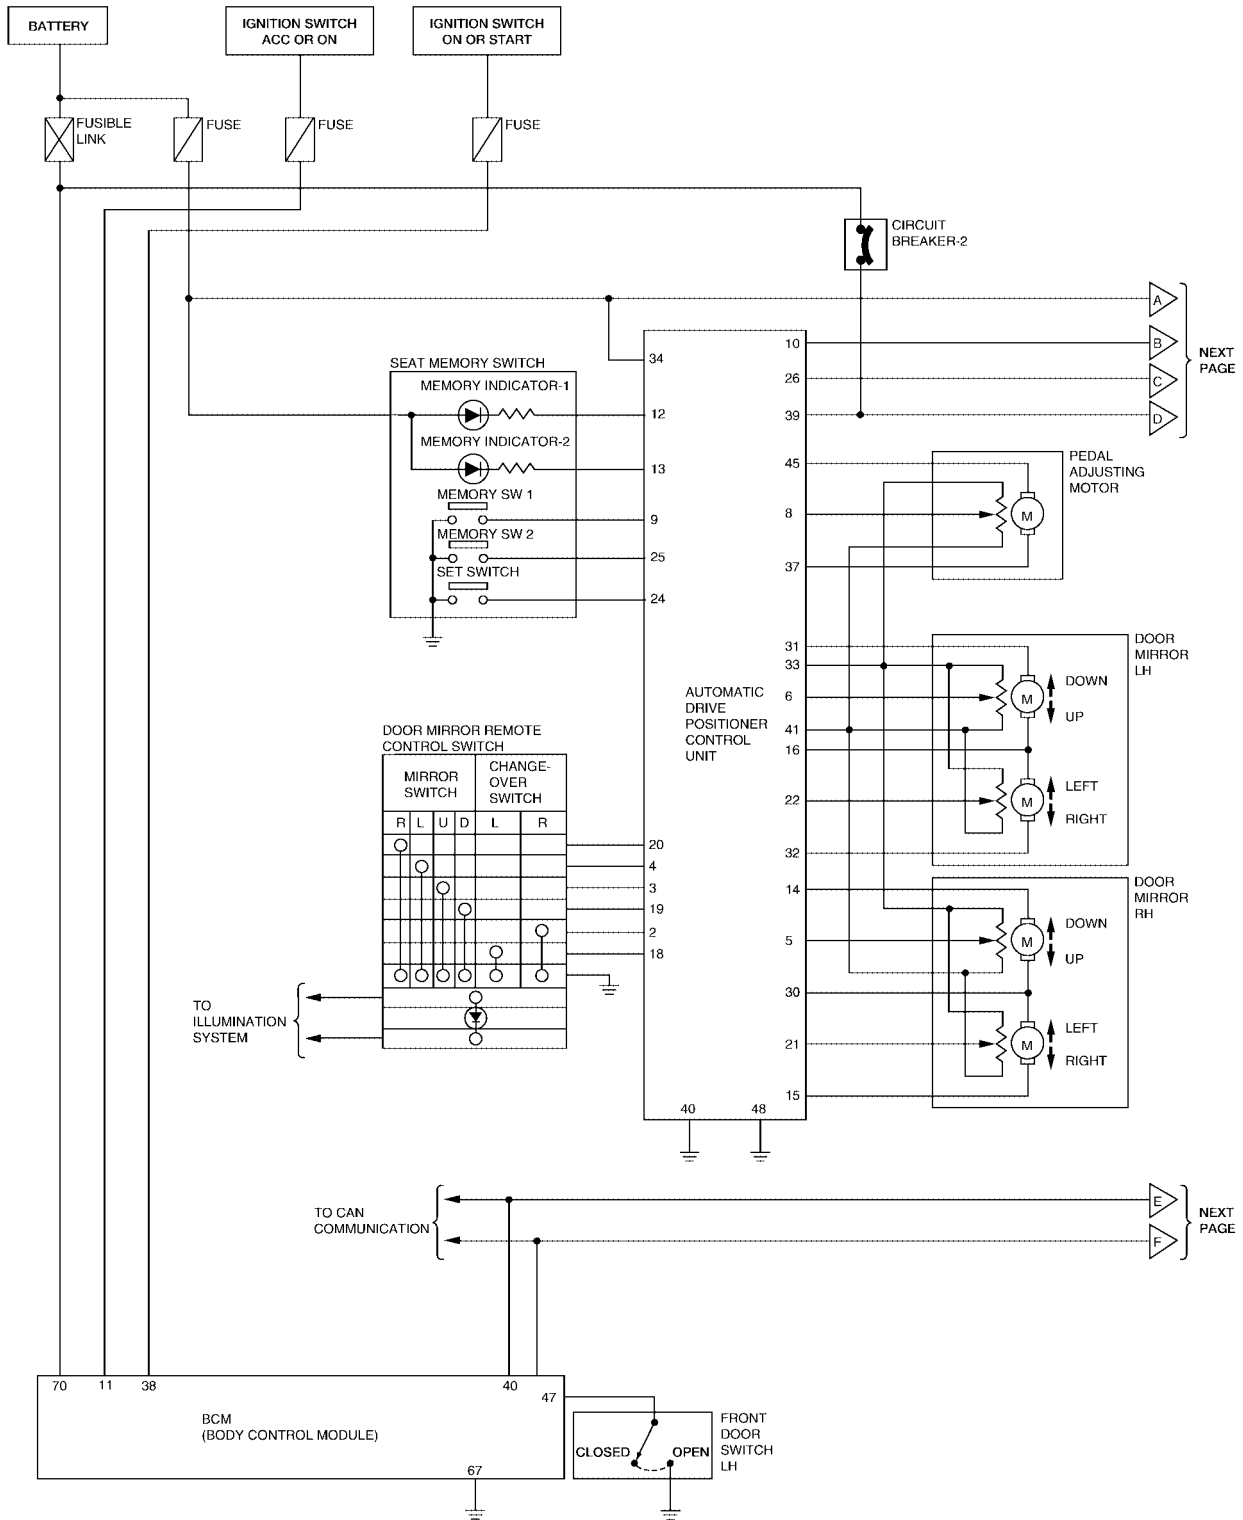 BATTERY
IGNITION SWITCH
ACC OR ON
IGNITION SWITCH
ON OR START
FUSIBLE
LINK
FUSE
FUSE
FUSE
CIRCUIT
BREAKER-2
A
B
C
D
NEXT
PAGE
SEAT MEMORY SWITCH
MEMORY INDICATOR-1
MEMORY INDICATOR-2
MEMORY SW 1
MEMORY SW 2
SET SWITCH
34
12
13
9
25
24
10
26
39
45
8
37
PEDAL
ADJUSTING
MOTOR
M
31
33
6
41
16
22
32
DOOR
MIRROR
LH
M
DOWN
UP
M
LEFT
RIGHT
AUTOMATIC
DRIVE
POSITIONER
CONTROL
UNIT
DOOR MIRROR REMOTE
CONTROL SWITCH
MIRROR
SWITCH
CHANGE-
OVER
SWITCH
R L U D L R
20
4
3
19
2
18
14
5
30
21
15
DOOR
MIRROR
RH
M
DOWN
UP
M
LEFT
RIGHT
TO
ILLUMINATION
SYSTEM
40 48
TO CAN
COMMUNICATION
E
F
NEXT
PAGE
70 11 38 40
47
BCM
(BODY CONTROL MODULE)
67
CLOSED OPEN
FRONT
DOOR
SWITCH
LH